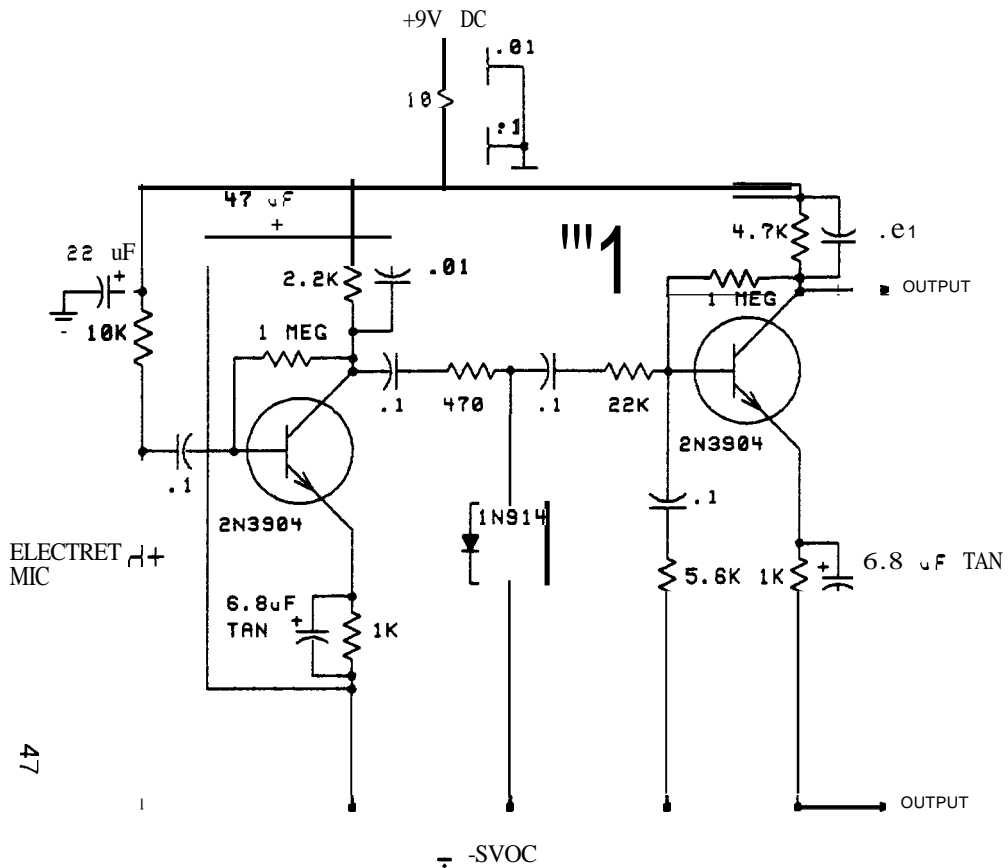 +9V DC
.01
10
.1
47 uF
+
22 uF
+
-
10K
2.2K
.01
1 MEG
.1
470
.1
22K
"'1
4.7K
.e1
1 MEG
OUTPUT
2N3904
.1
2N3904
.1
1N914
ELECTRET
MIC
+
6.8uF
TAN
+
1K
5.6K
1K
+
6.8 uF TAN
47
OUTPUT
-SVOC